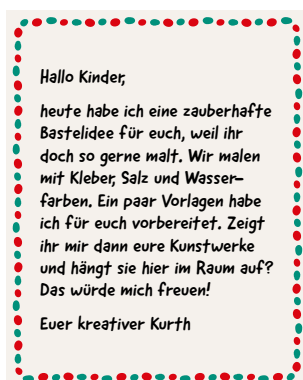 Hallo Kinder,
heute habe ich eine zauberhafte
Bastelidee für euch, weil ihr
doch so gerne malt. Wir malen
mit Kleber, Salz und Wasser-
farben. Ein paar Vorlagen habe
ich für euch vorbereitet. Zeigt
ihr mir dann eure Kunstwerke
und hängt sie hier im Raum auf?
Das würde mich freuen!
Euer kreativer Kurth